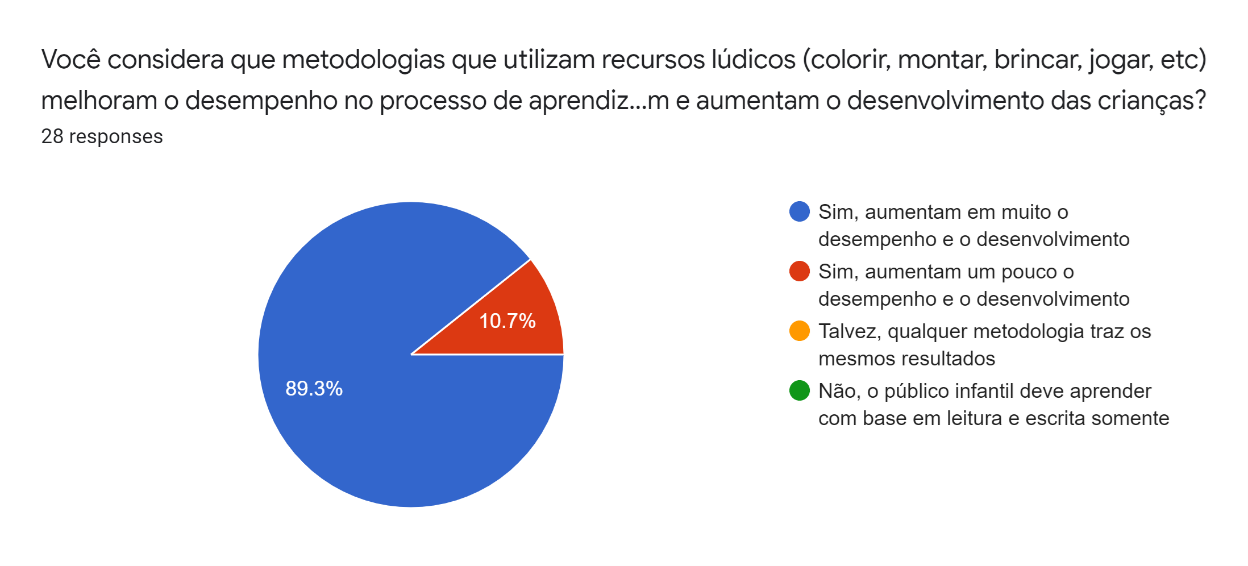 Você considera que metodologias que utilizam recursos lúdicos (colorir, montar, brincar, jogar, etc)
melhoram o desempenho no processo de aprendiz...m e aumentam o desenvolvimento das crianças?
28 responses
Sim, aumentam em muito o
desempenho e o desenvolvimento
Sim, aumentam um pouco o
desempenho e o desenvolvimento
Talvez, qualquer metodologia traz os
mesmos resultados
Não, o público infantil deve aprender
com base em leitura e escrita somente
10.7%
89.3%